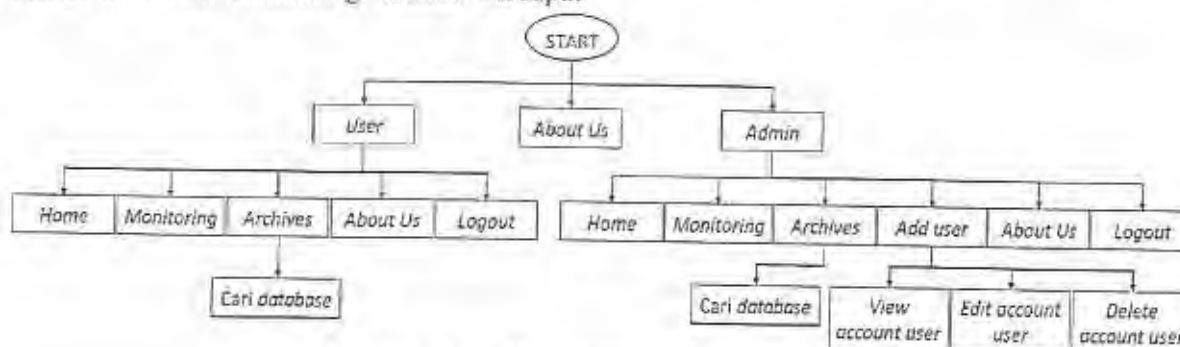 START
User
About Us
Admin
Home
Monitoring
Archives
About Us
Logout
Home
Monitoring
Archives
Add user
About Us
Logout
Cari database
Cari database
View
account user
Edit account
user
Delete
account user